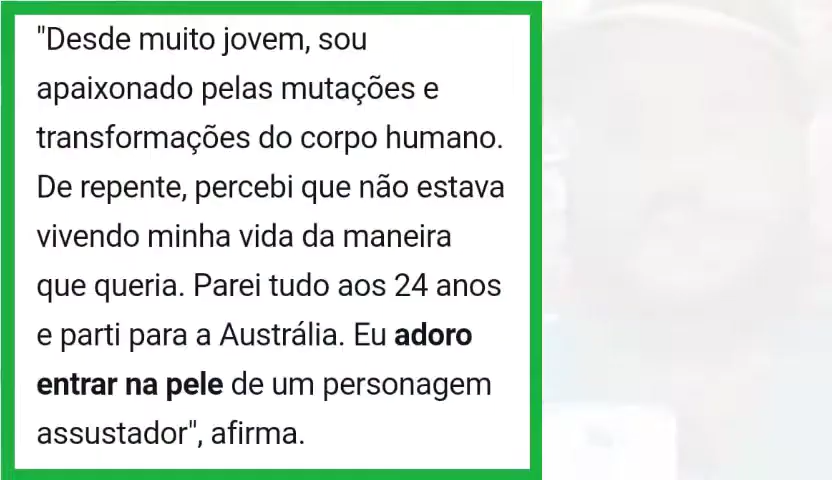 "Desde muito jovem, sou
apaixonado pelas mutações e
transformações do corpo humano.
De repente, percebi que não estava
vivendo minha vida da maneira
que queria. Parei tudo aos 24 anos
e parti para a Austrália. Eu adoro
entrar na pele de um personagem
assustador", afirma.